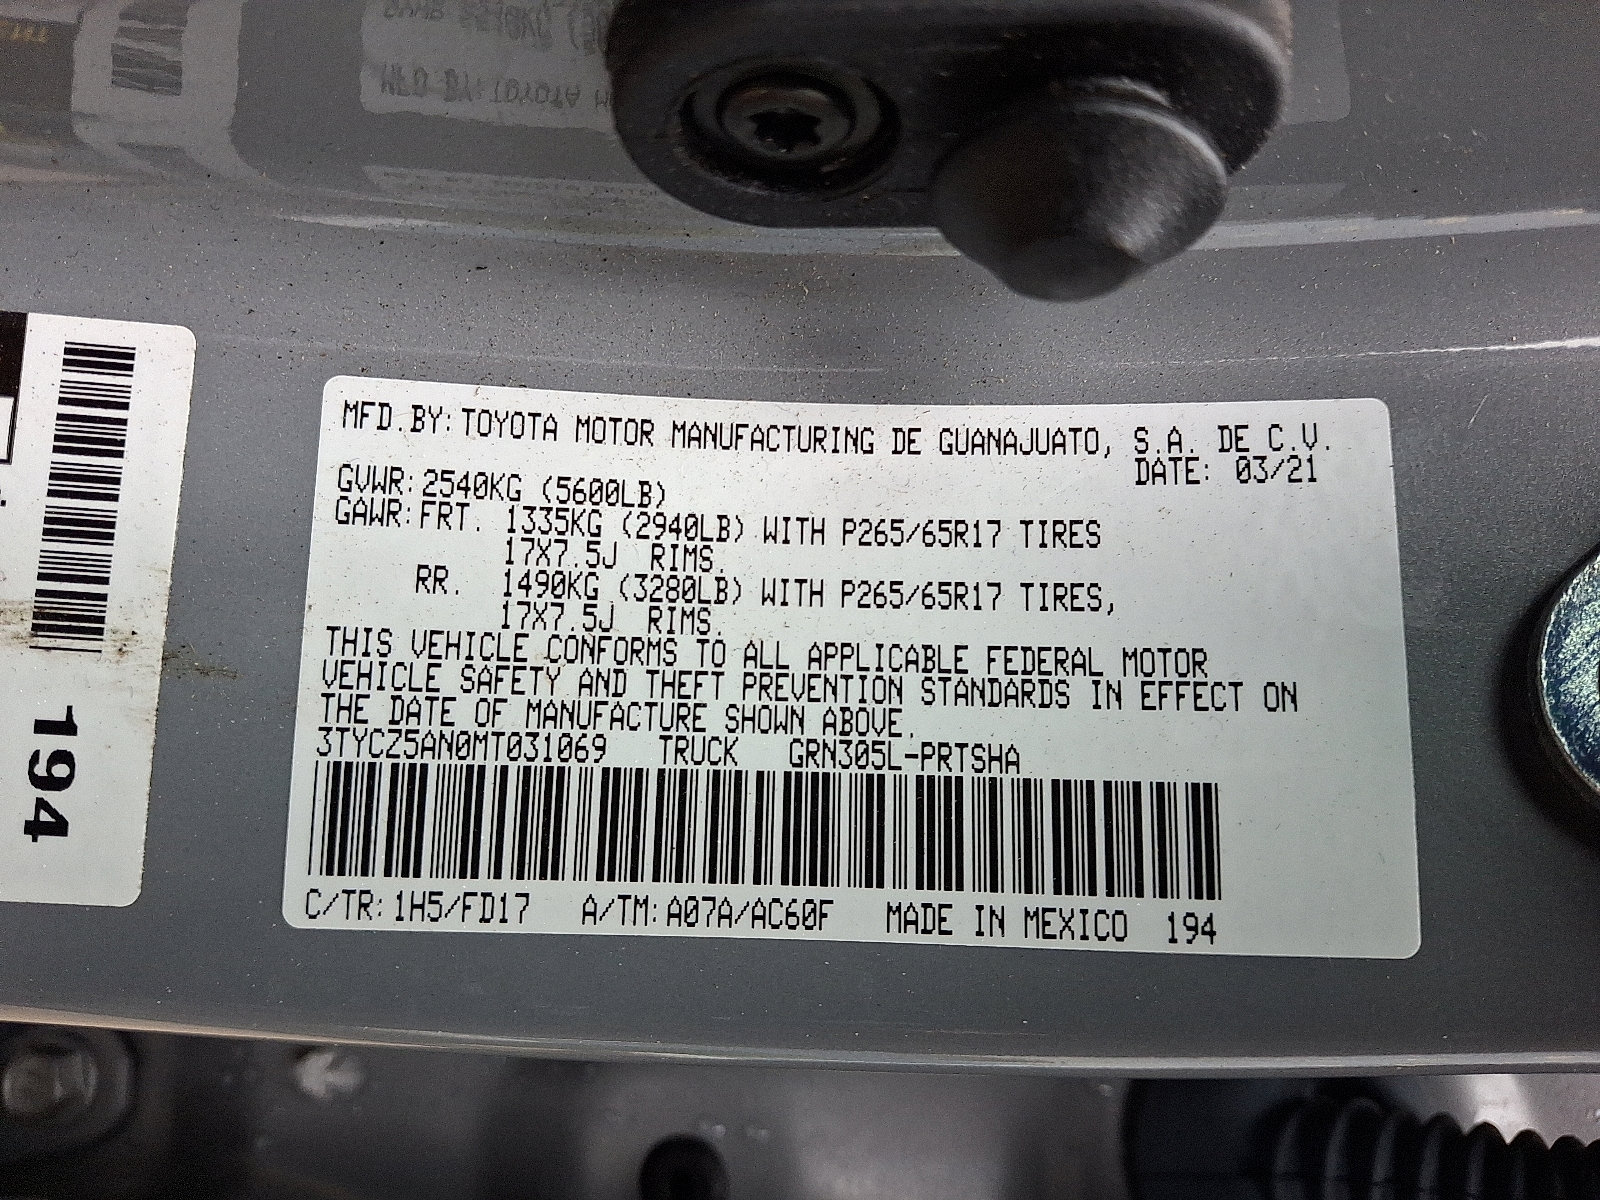 MFD.BY:TOYOTA MOTOR MANUFACTURING DE GUANAJUATO, S.A. DE C.V.
DATE: 03/21
GVWR:2540KG (5600LB)
GAWR:FRT. 1335KG (2940LB) WITH P265/65R17 TIRES
17X7.5J RIMS.
RR. 1490KG (3280LB) WITH P265/65R17 TIRES,
17X7.5J RIMS.
THIS VEHICLE CONFORMS TO ALL APPLICABLE FEDERAL MOTOR
VEHICLE SAFETY AND THEFT PREVENTION STANDARDS IN EFFECT ON
THE DATE OF MANUFACTURE SHOWN ABOVE.
3TYCZ5AN0MT031069 TRUCK GRN305L-PRTSHA
C/TR:1H5/FD17 A/TM:A07A/AC60F MADE IN MEXICO 194
194